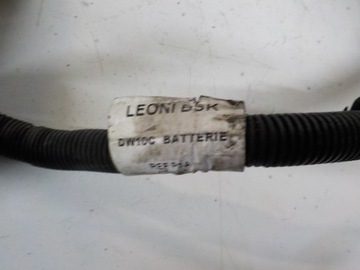 LEONI BSK
DW10C BATTERIE